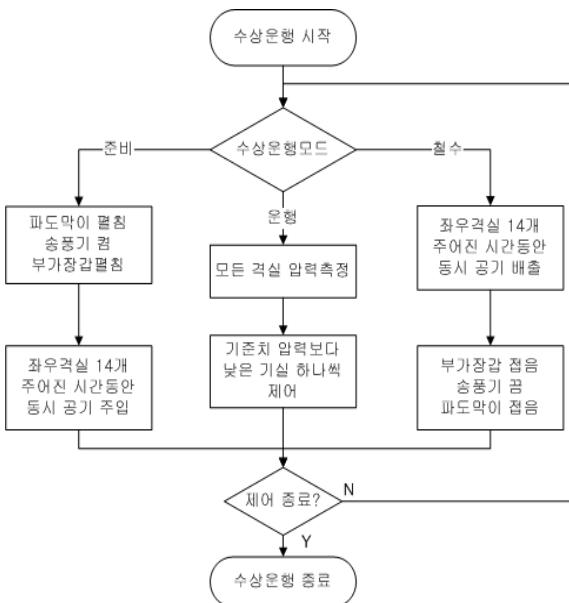 수상운행 시작
수상운행모드
준비
철수
운행
파도막이 펼침
송풍기 켬
부가장갑펼침
모든 격실 압력측정
좌우격실 14개
주어진 시간동안
동시 공기 배출
좌우격실 14개
주어진 시간동안
동시 공기 주입
기준치 압력보다
낮은 기실 하나씩
제어
부가장갑 접음
송풍기 끔
파도막이 접음
제어 종료?
N
Y
수상운행 종료